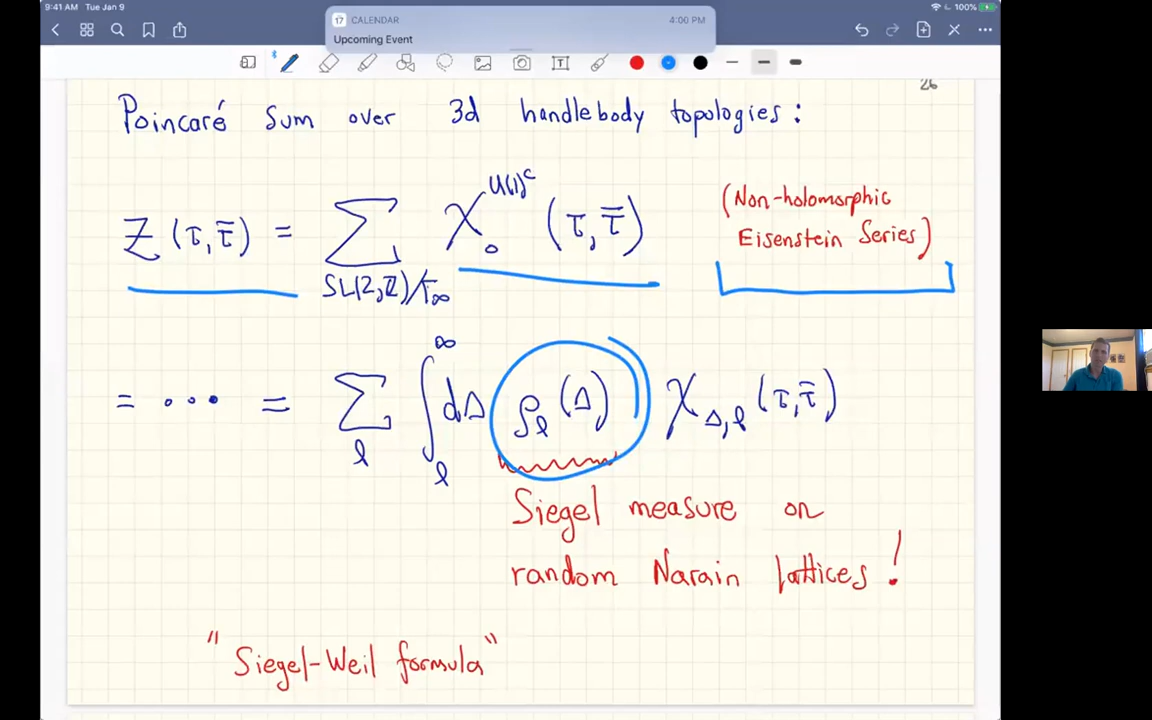 9:41 AM Tue Jan 9
100%
17 CALENDAR 4:00 PM
Upcoming Event
26
Poincaré Sum over 3d handlebody topologies:
Z(τ,τ̄) = Σ_{SL(2,Z)/Γ∞} χ_0^{U(1)^c} (τ,τ̄)
(Non-holomorphic
Eisenstein Series)
= ... = Σ_ℓ ∫_ℓ^∞ dΔ ρ_ℓ(Δ) χ_{Δ,ℓ}(τ,τ̄)
Siegel measure on
random Narain lattices!
"Siegel-Weil formula"